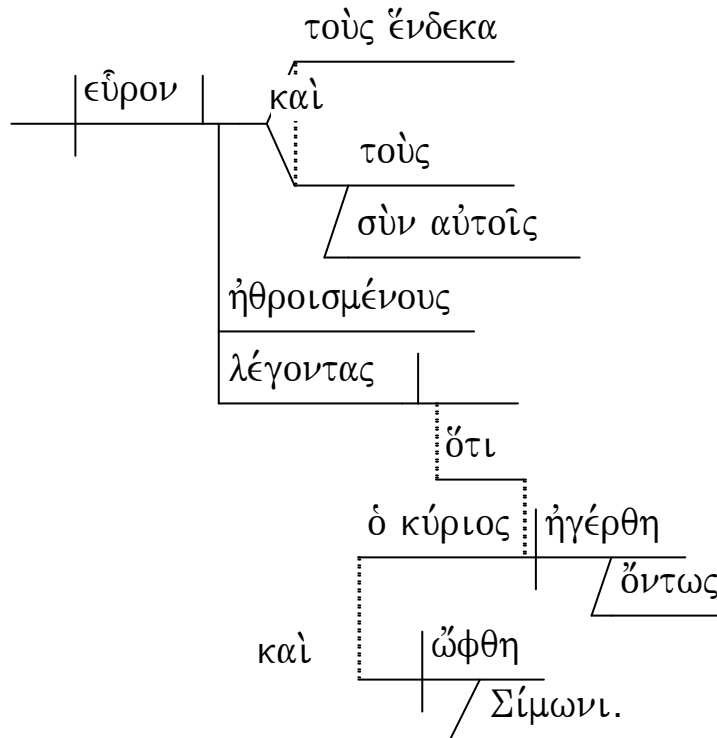 τοὺς ἕνδεκα
εὗρον
καὶ
τοὺς
σὺν αὐτοῖς
ἠθροισμένους
λέγοντας
ὅτι
ὁ κύριος ἠγέρθη
ὄντως
καὶ ὤφθη
Σίμωνι.